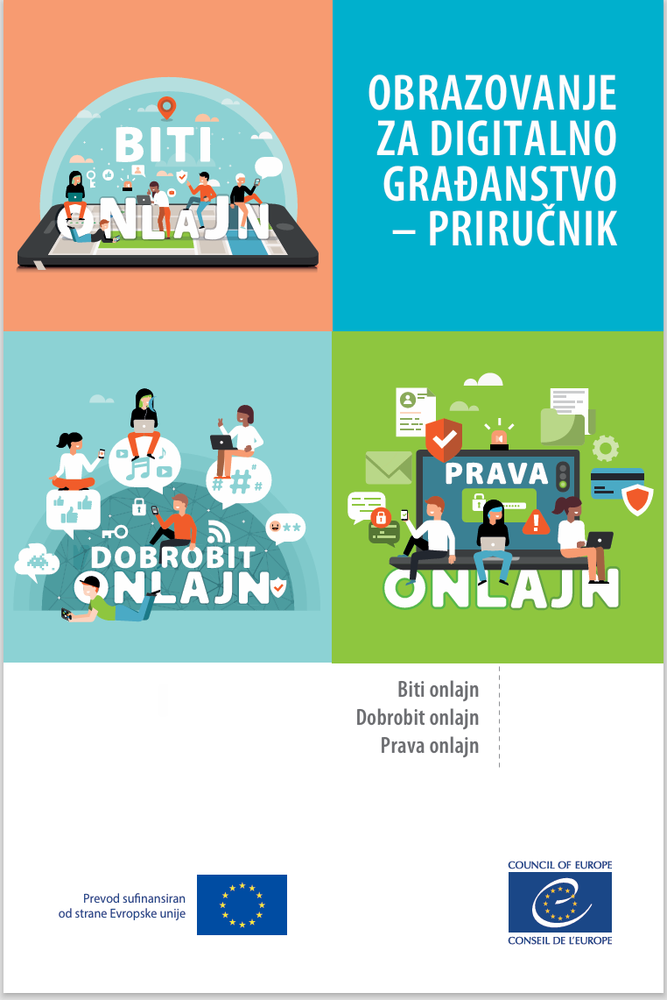 BITI
ONLAJN
OBRAZOVANJE
ZA DIGITALNO
GRAĐANSTVO
– PRIRUČNIK
DOBROBIT
ONLAJN
PRAVA
ONLAJN
Biti onlajn
Dobrobit onlajn
Prava onlajn
Prevod sufinansiran
od strane Evropske unije
COUNCIL OF EUROPE
CONSEIL DE L'EUROPE